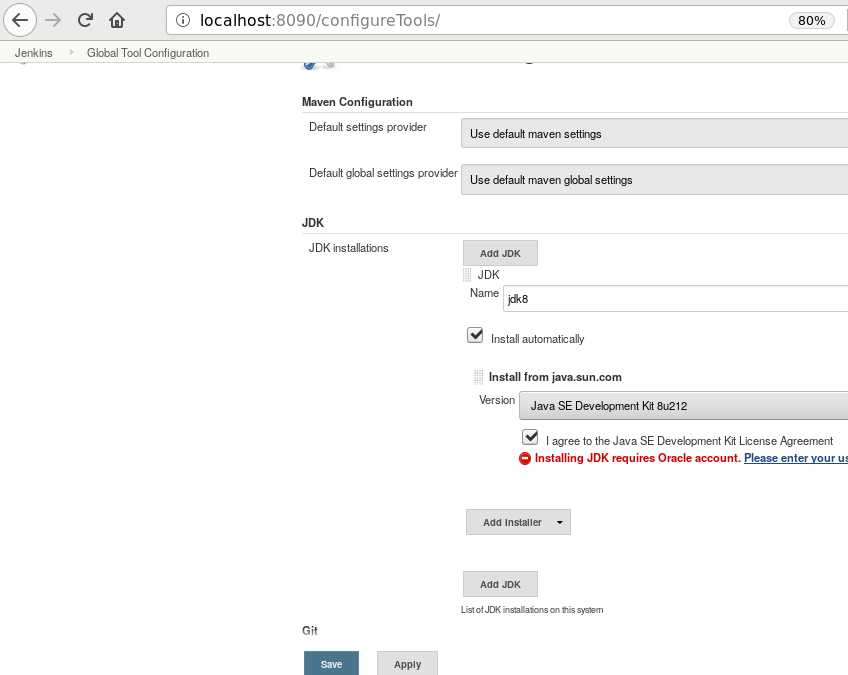 localhost:8090/configureTools/
80%
Jenkins
Global Tool Configuration
Maven Configuration
Default settings provider
Use default maven settings
Default global settings provider
Use default maven global settings
JDK
JDK installations
Add JDK
JDK
Name
jdk8
Install automatically
Install from java.sun.com
Version
Java SE Development Kit 8u212
I agree to the Java SE Development Kit License Agreement
Installing JDK requires Oracle account. Please enter your us
Add Installer
Add JDK
List of JDK installations on this system
Git
Save
Apply